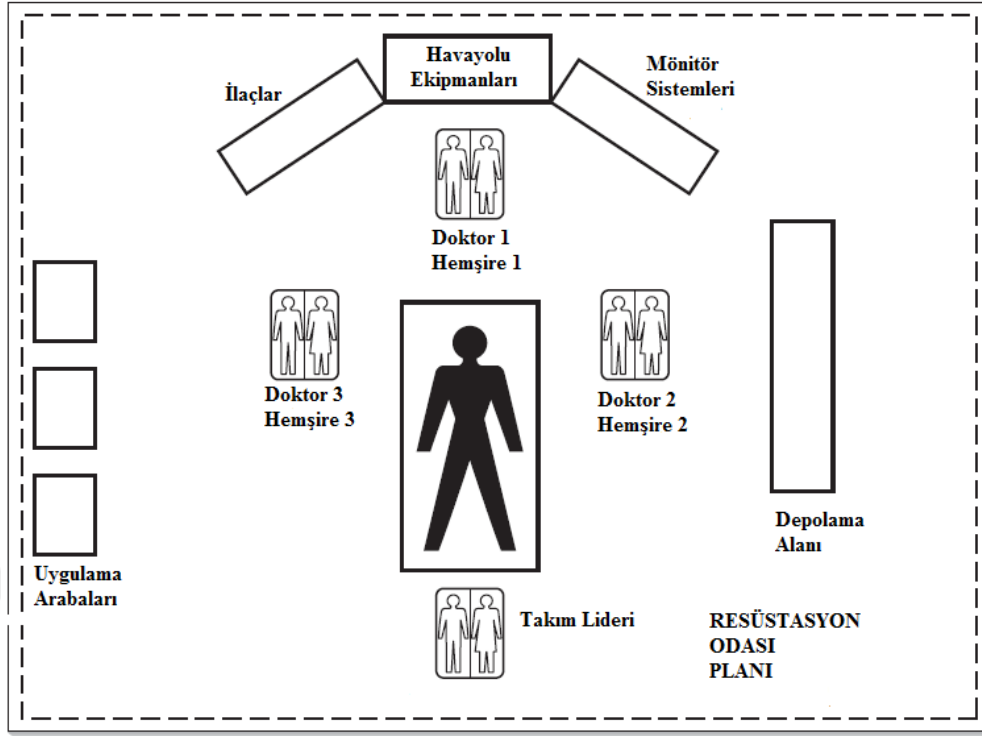 Havayolu
Ekipmanları
Mönitör
Sistemleri
İlaçlar
Doktor 1
Hemşire 1
Doktor 3
Hemşire 3
Doktor 2
Hemşire 2
Depolama
Alanı
Uygulama
Arabaları
Takım Lideri
RESÜSTASYON
ODASI
PLANI